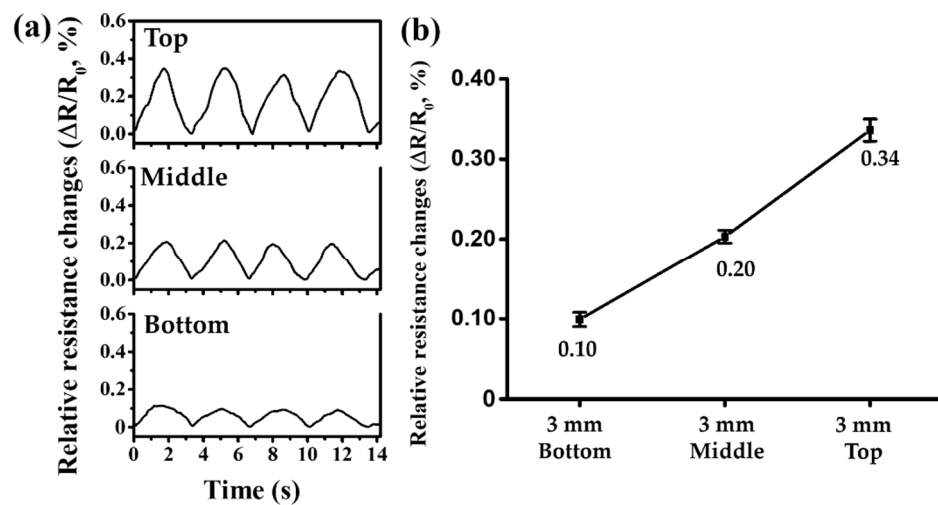 (a)
Relative resistance changes (ΔR/R₀, %)
0.6
0.4
0.2
0.0
Top
0.6
0.4
0.2
0.0
Middle
0.6
0.4
0.2
0.0
Bottom
0 2 4 6 8 10 12 14
Time (s)
(b)
Relative resistance changes (ΔR/R₀, %)
0.40
0.30
0.20
0.10
0
0.34
0.20
0.10
3 mm 3 mm 3 mm
Bottom Middle Top